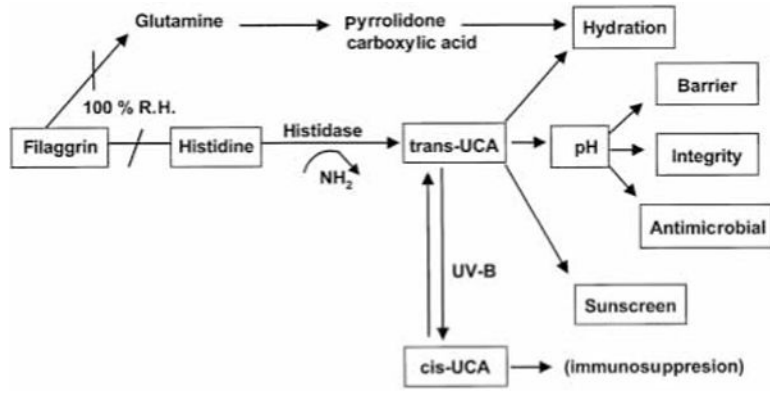 Glutamine
Pyrrolidone
carboxylic acid
Hydration
100 % R.H.
Barrier
Filaggrin
Histidine
Histidase
NH2
trans-UCA
pH
Integrity
Antimicrobial
UV-B
Sunscreen
cis-UCA
(immunosuppresion)